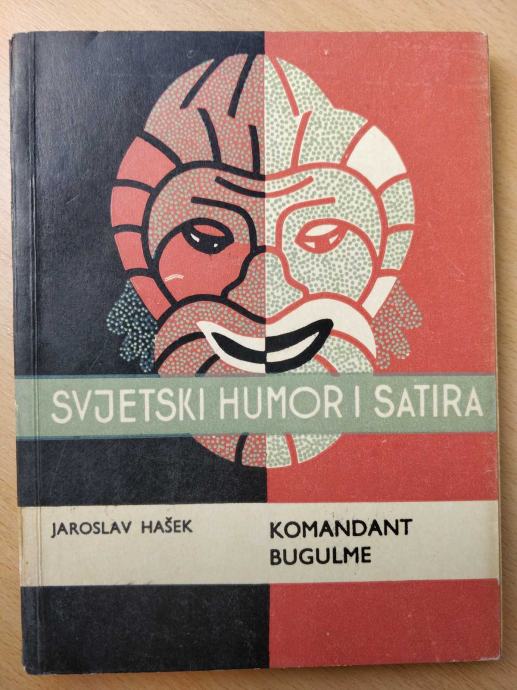 SVJETSKI HUMOR I SATIRA
JAROSLAV HAŠEK
KOMANDANT
BUGULME